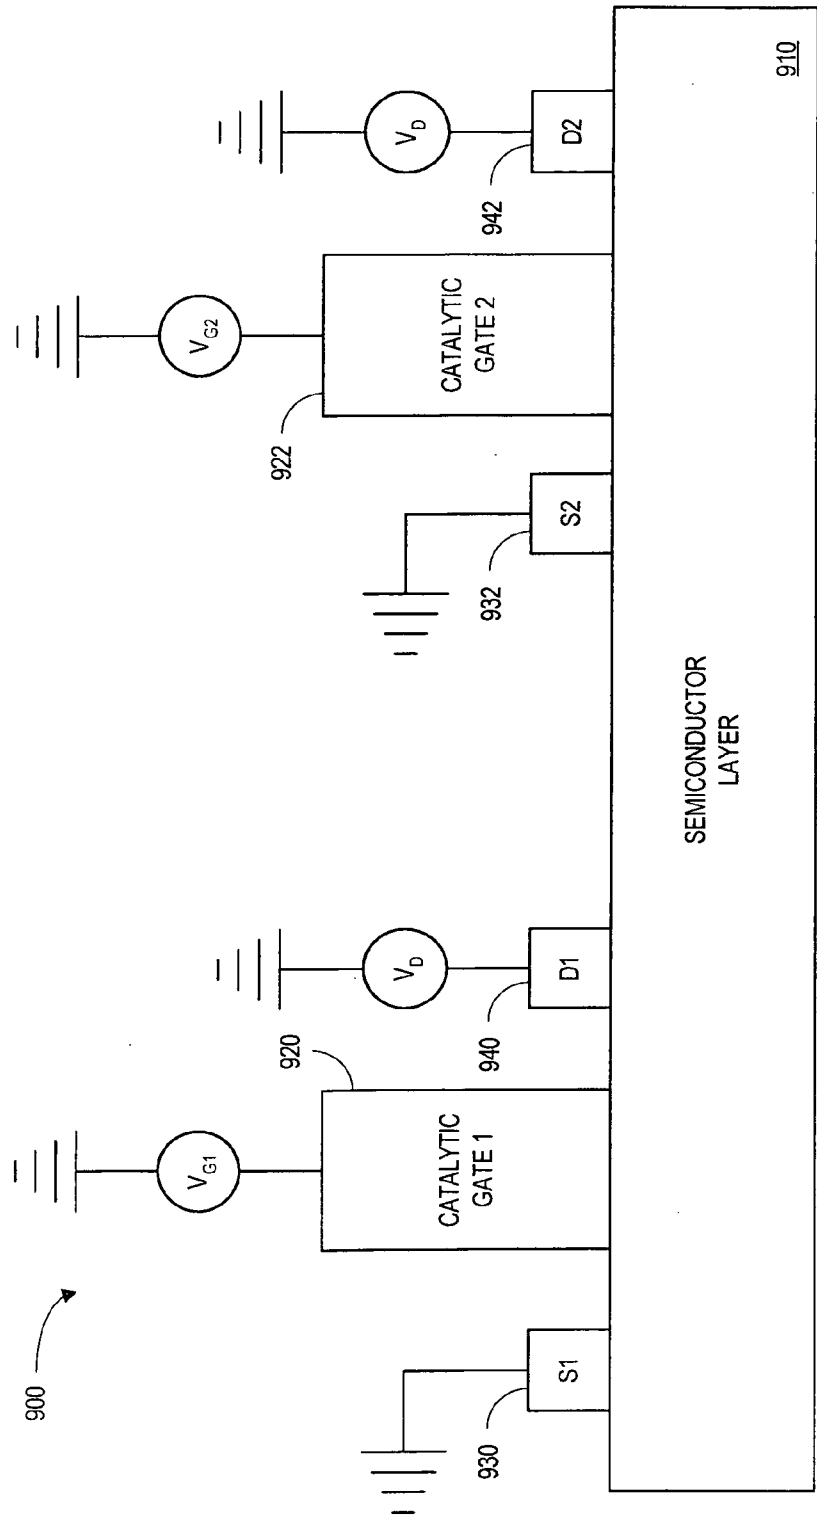 900
V_G1
V_G2
V_D
V_D
920
922
CATALYTIC
GATE 1
CATALYTIC
GATE 2
930
S1
940
D1
932
S2
942
D2
SEMICONDUCTOR
LAYER
910